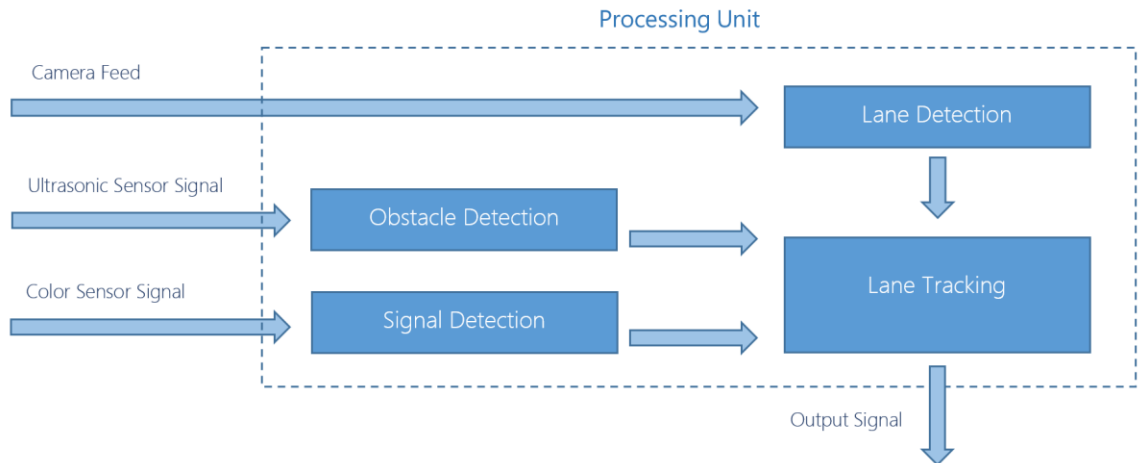 Processing Unit
Camera Feed
Lane Detection
Ultrasonic Sensor Signal
Obstacle Detection
Lane Tracking
Color Sensor Signal
Signal Detection
Output Signal